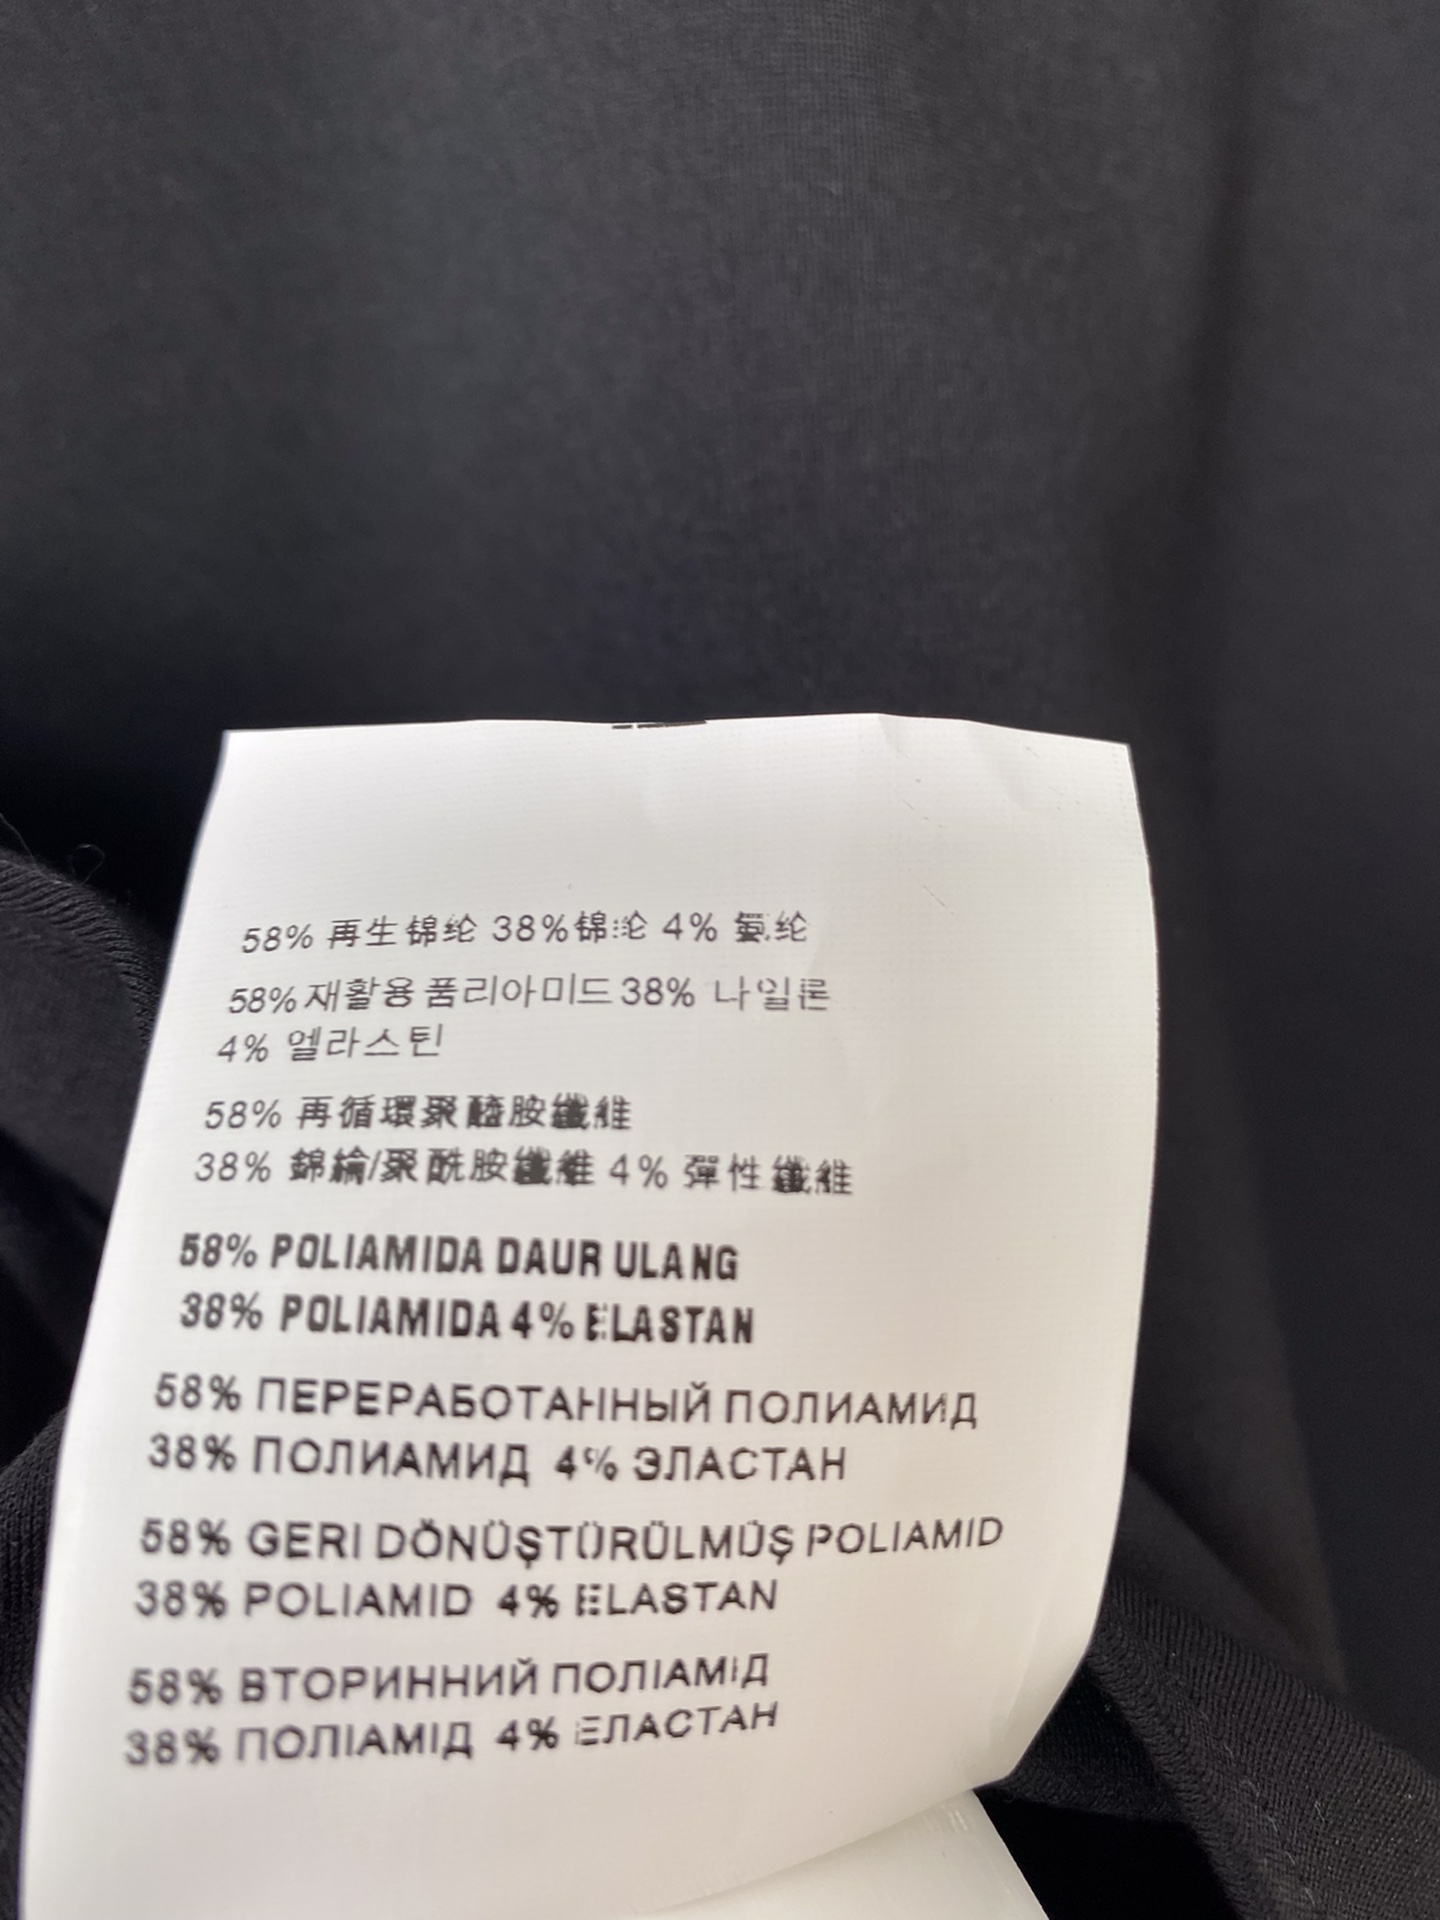 58% 再生锦纶 38%锦纶 4% 氨纶
58%재활용폴리아미드38% 나일론
4% 엘라스틴
58% 再循環聚醯胺纖維
38% 錦綸/聚酰胺纖維 4% 彈性纖維
58% POLIAMIDA DAUR ULANG
38% POLIAMIDA 4% ELASTAN
58% ПЕРЕРАБОТАННЫЙ ПОЛИАМИД
38% ПОЛИАМИД 4% ЭЛАСТАН
58% GERI DÖNÜŞTÜRÜLMÜŞ POLIAMID
38% POLIAMID 4% ELASTAN
58% ВТОРИННИЙ ПОЛІАМІД
38% ПОЛІАМІД 4% ЕЛАСТАН